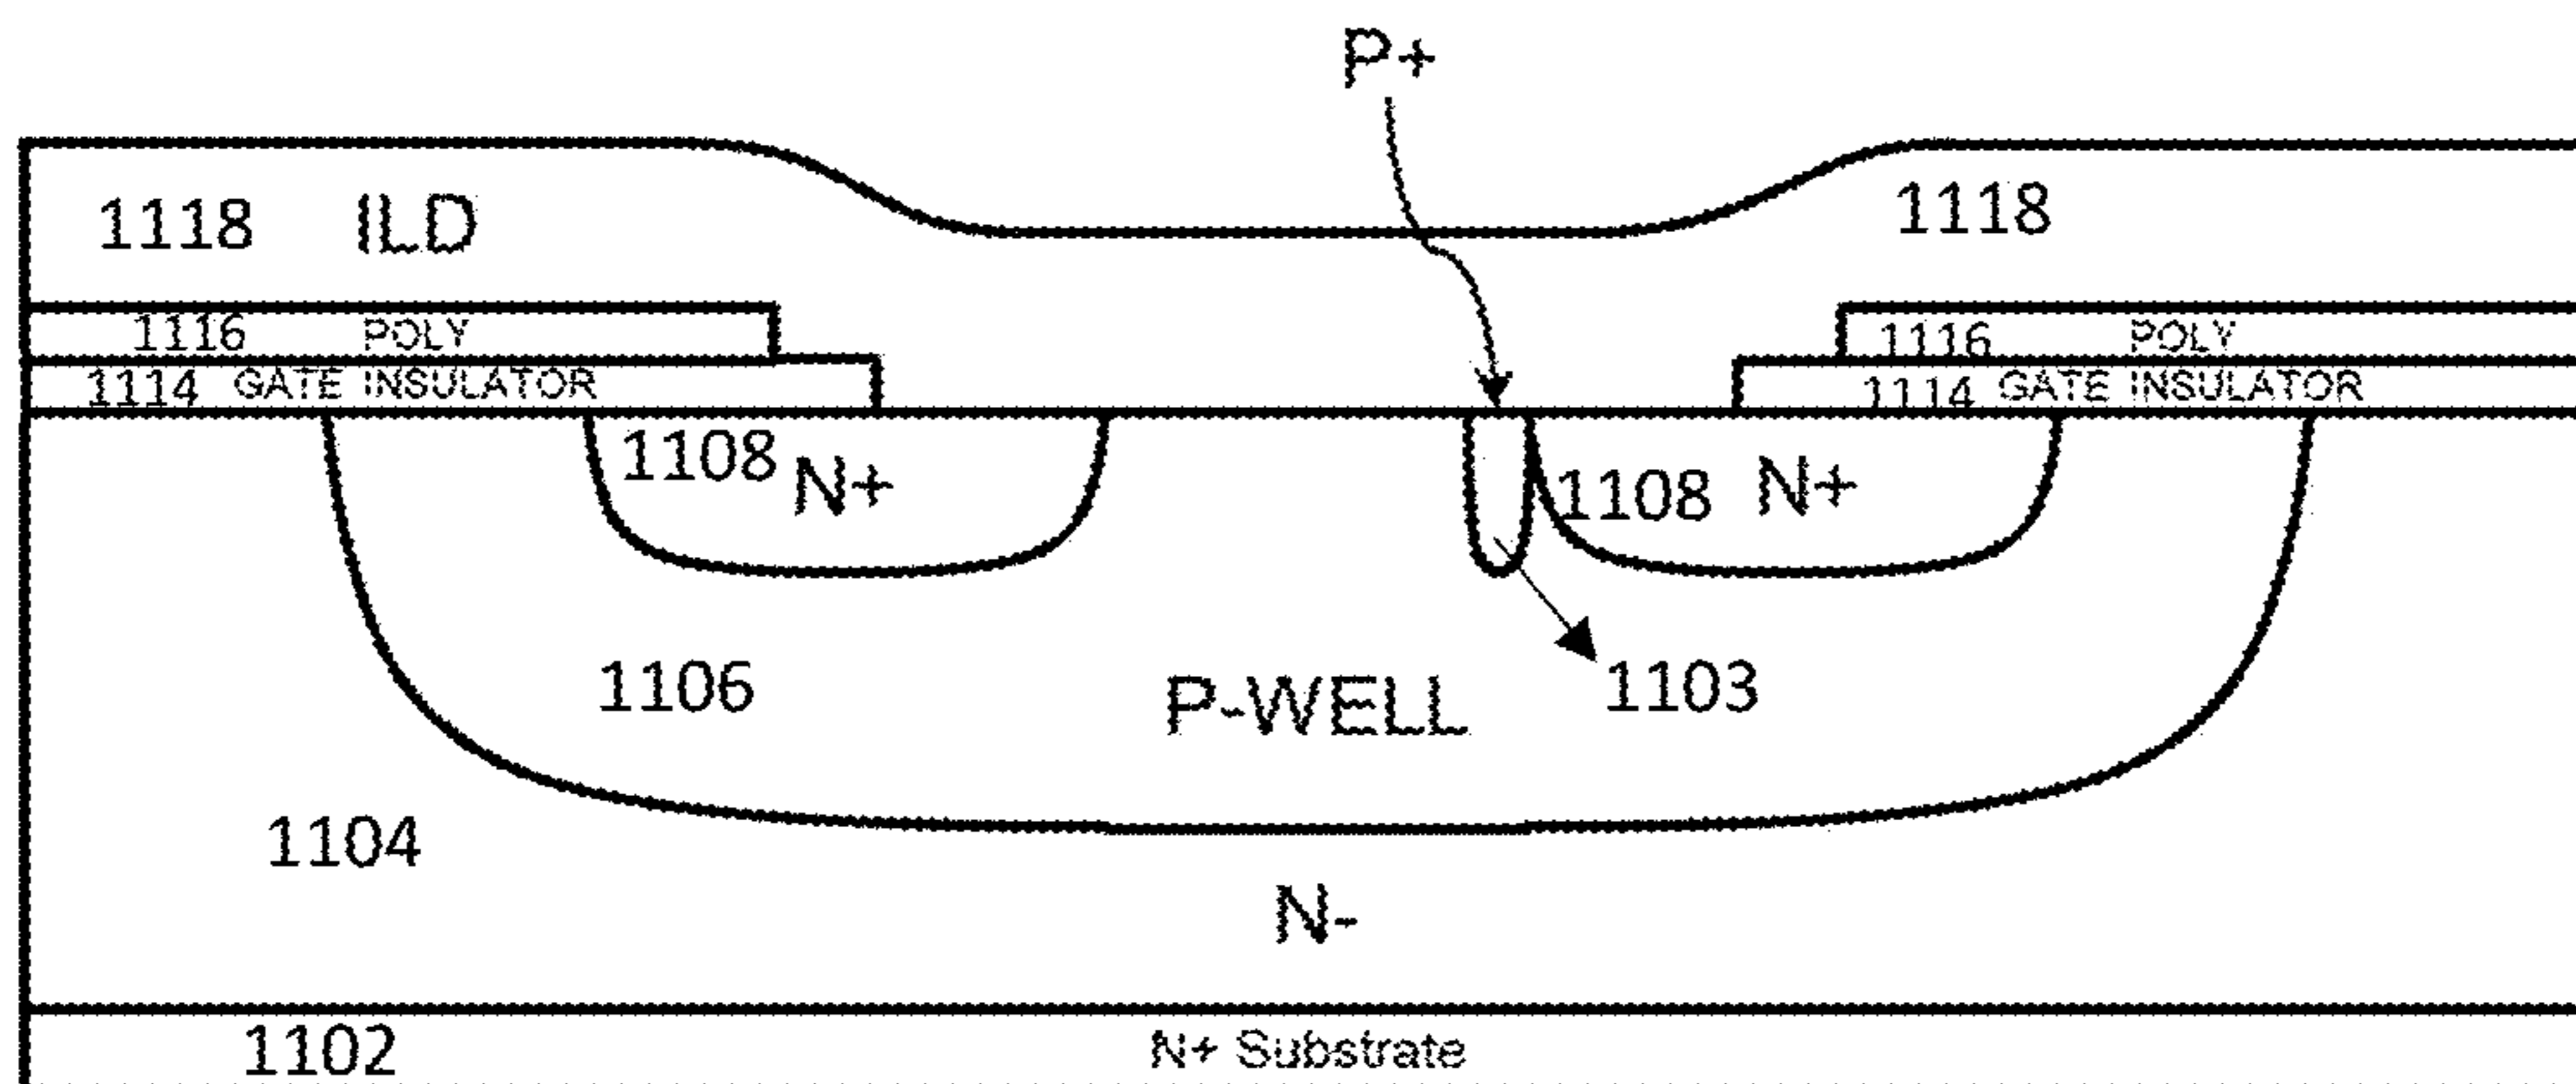 P+
1118 ILD 1118
1116 POLY 1116 POLY
1114 GATE INSULATOR 1114 GATE INSULATOR
1108 N+ 1108 N+
1106 P-WELL 1103
1104
N-
1102 N+ Substrate